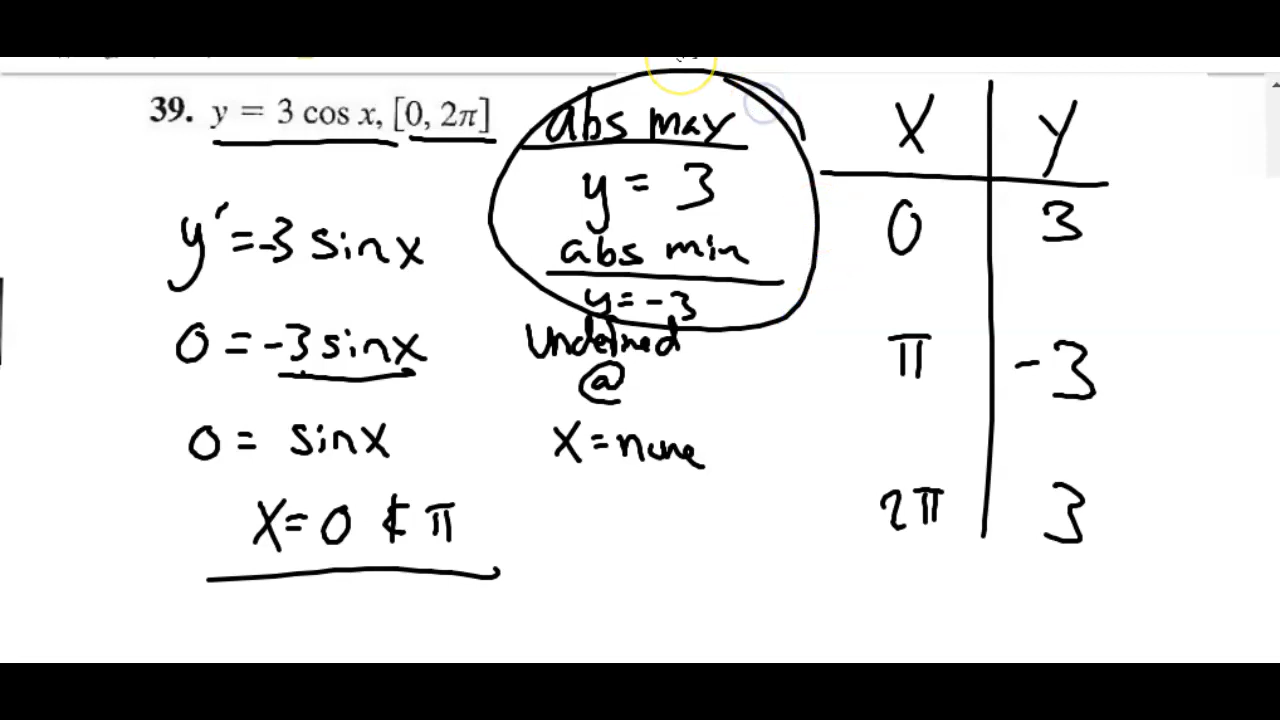 39. y = 3 cos x, [0, 2π]
y' = -3 sin x
0 = -3 sin x
0 = sin x
x = 0 & π
abs max
y = 3
abs min
y = -3
Undefined
@
x = none
X Y
0 3
π -3
2π 3